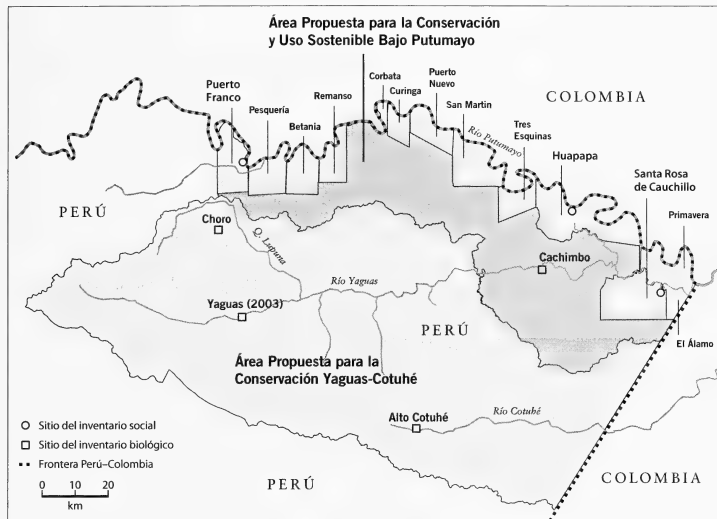 Área Propuesta para la Conservación
y Uso Sostenible Bajo Putumayo
Corbata
Puerto
Nuevo
Curinga
San Martin
COLOMBIA
Puerto
Franco
Pesquería
Remanso
Betania
Río Putumayo
Tres
Esquinas
Huapapa
Santa Rosa
de Cauchillo
Primavera
PERÚ
Choro
Q. Lupuna
Cachimbo
Río Yaguas
Yaguas (2003)
PERÚ
El Álamo
Área Propuesta para la
Conservación Yaguas-Cotuhé
Alto Cotuhé
Río Cotuhé
Sitio del inventario social
Sitio del inventario biológico
Frontera Perú–Colombia
0 10 20
km
PERÚ
COLOMBIA